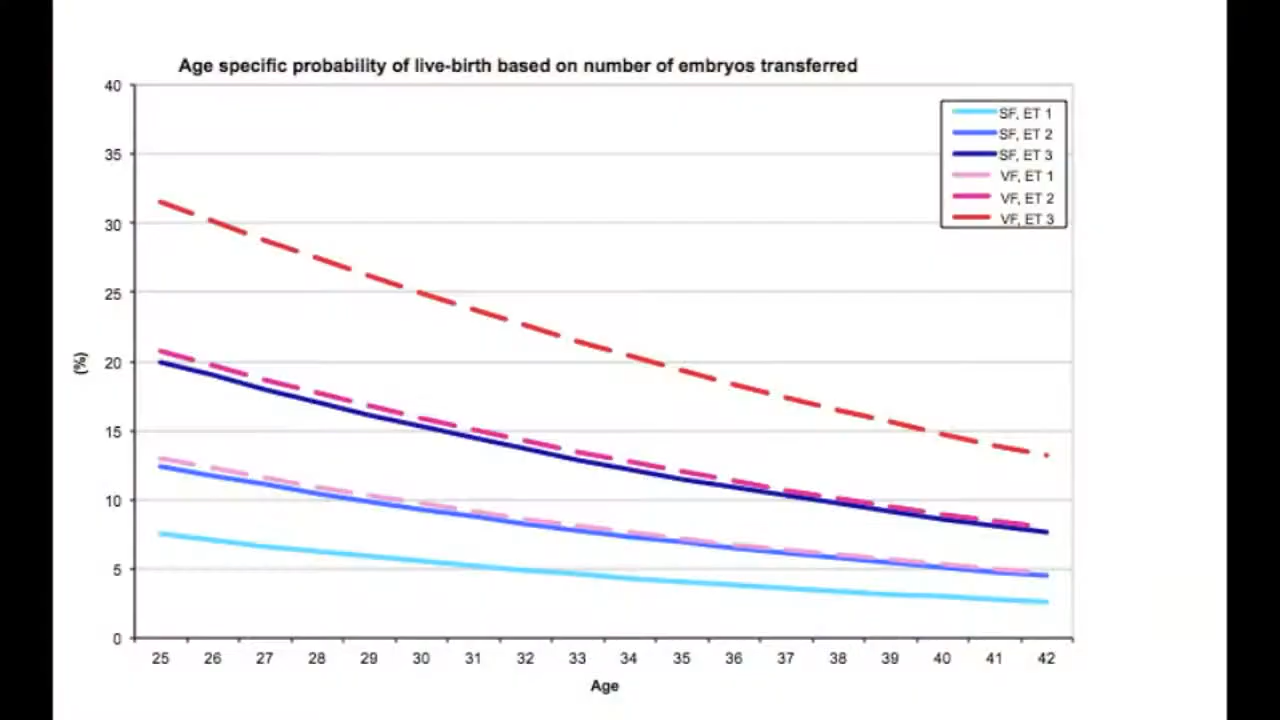 Age specific probability of live-birth based on number of embryos transferred
40
35
30
25
20
15
10
5
0
(%)
SF, ET 1
SF, ET 2
SF, ET 3
VF, ET 1
VF, ET 2
VF, ET 3
25 26 27 28 29 30 31 32 33 34 35 36 37 38 39 40 41 42
Age